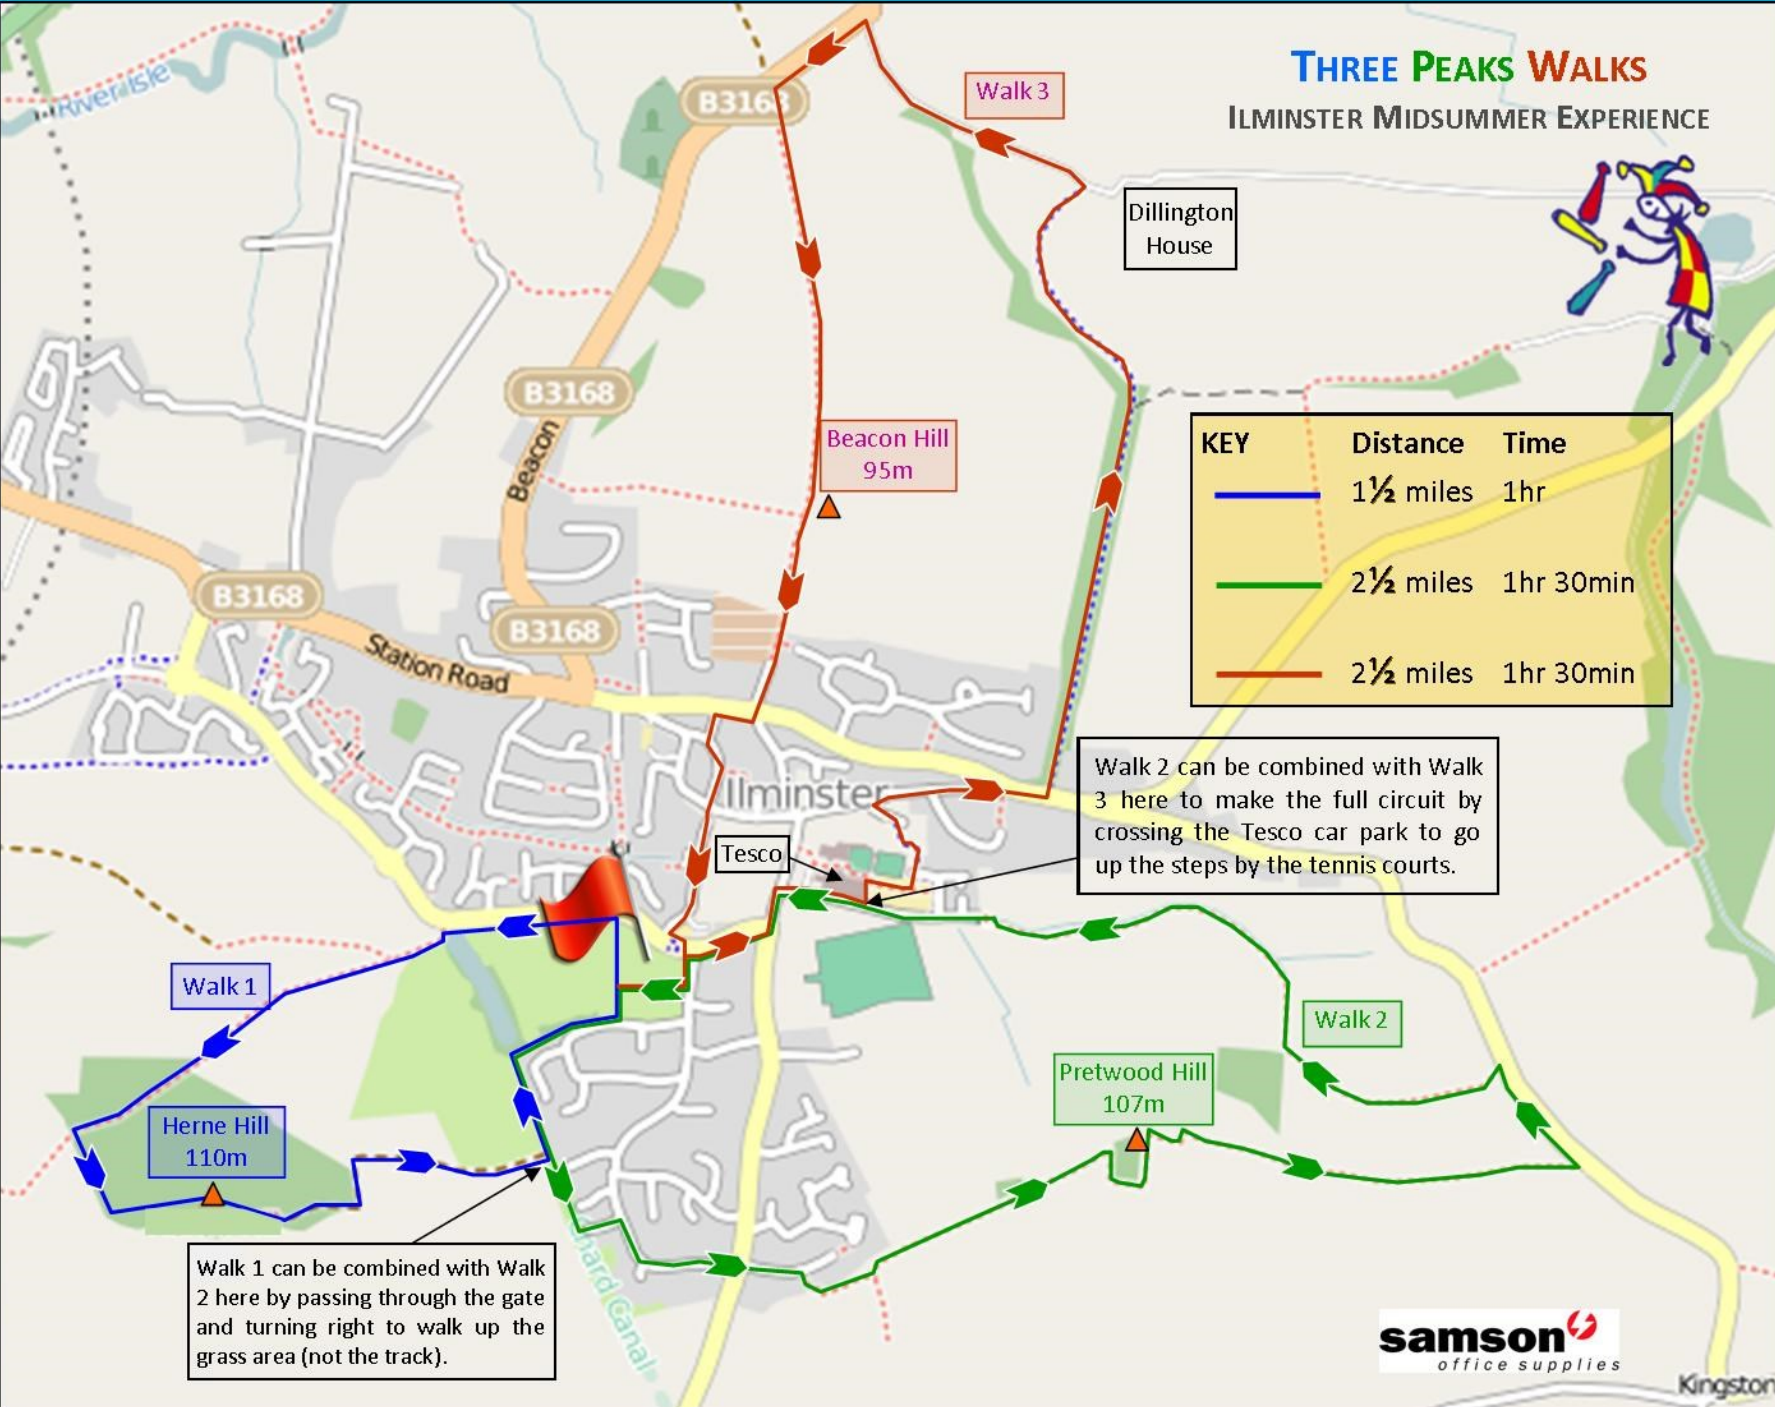 THREE PEAKS WALKS
ILMINSTER MIDSUMMER EXPERIENCE
River Isle
B3168
Walk 3
Dillington
House
B3168
Beacon
Beacon Hill
95m
KEY Distance Time
1½ miles 1hr
2½ miles 1hr 30min
2½ miles 1hr 30min
B3168
B3168
Station Road
Ilminster
Tesco
Walk 2 can be combined with Walk
3 here to make the full circuit by
crossing the Tesco car park to go
up the steps by the tennis courts.
Walk 1
Walk 2
Pretwood Hill
107m
Herne Hill
110m
Walk 1 can be combined with Walk
2 here by passing through the gate
and turning right to walk up the
grass area (not the track).
hard Canal
samson
office supplies
Kingston